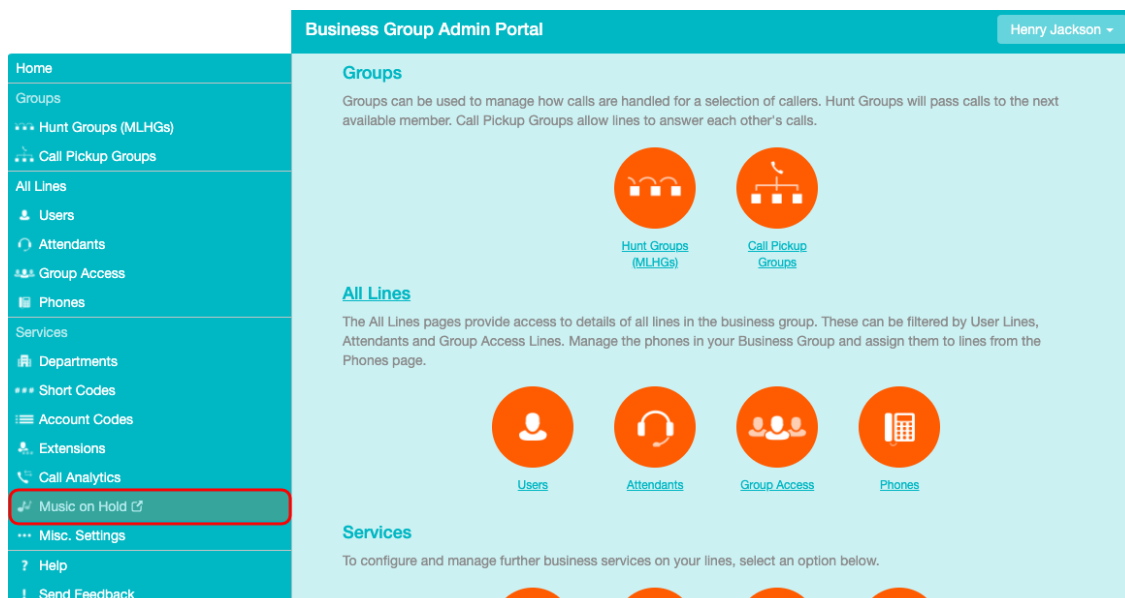 Business Group Admin Portal
Henry Jackson
Home
Groups
Hunt Groups (MLHGs)
Call Pickup Groups
All Lines
Users
Attendants
Group Access
Phones
Services
Departments
Short Codes
Account Codes
Extensions
Call Analytics
Music on Hold
Misc. Settings
? Help
! Send Feedback
Groups
Groups can be used to manage how calls are handled for a selection of callers. Hunt Groups will pass calls to the next
available member. Call Pickup Groups allow lines to answer each other's calls.
Hunt Groups
(MLHGs)
Call Pickup
Groups
All Lines
The All Lines pages provide access to details of all lines in the business group. These can be filtered by User Lines,
Attendants and Group Access Lines. Manage the phones in your Business Group and assign them to lines from the
Phones page.
Users
Attendants
Group Access
Phones
Services
To configure and manage further business services on your lines, select an option below.